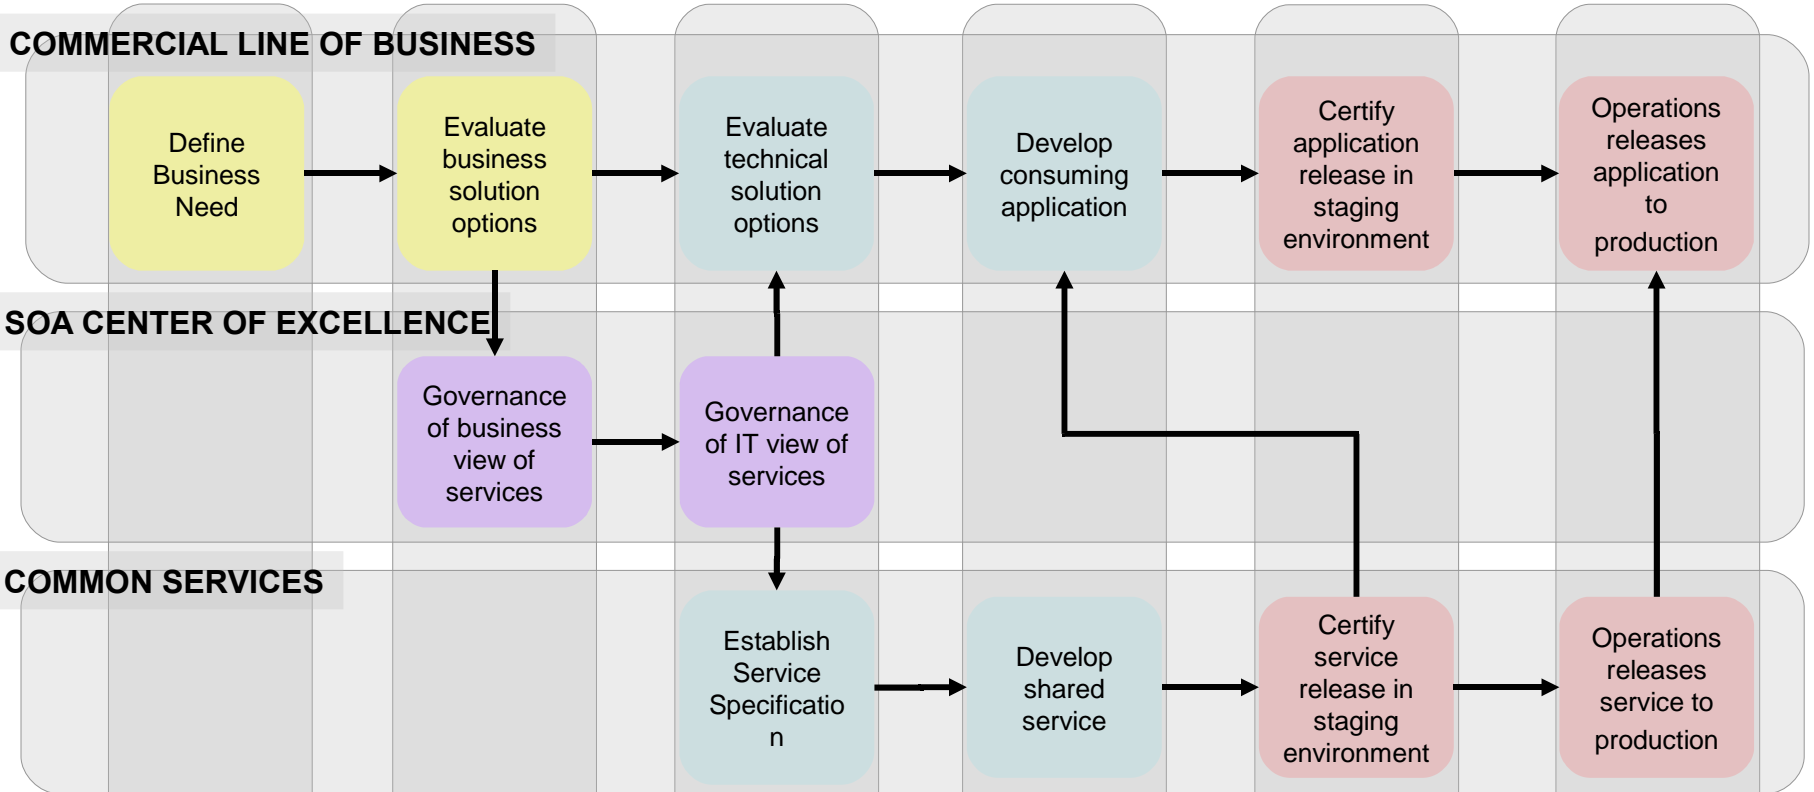 COMMERCIAL LINE OF BUSINESS
Define
Business
Need
Evaluate
business
solution
options
Evaluate
technical
solution
options
Develop
consuming
application
Certify
application
release in
staging
environment
Operations
releases
application
to
production
SOA CENTER OF EXCELLENCE
Governance
of business
view of
services
Governance
of IT view of
services
COMMON SERVICES
Establish
Service
Specificatio
n
Develop
shared
service
Certify
service
release in
staging
environment
Operations
releases
service to
production